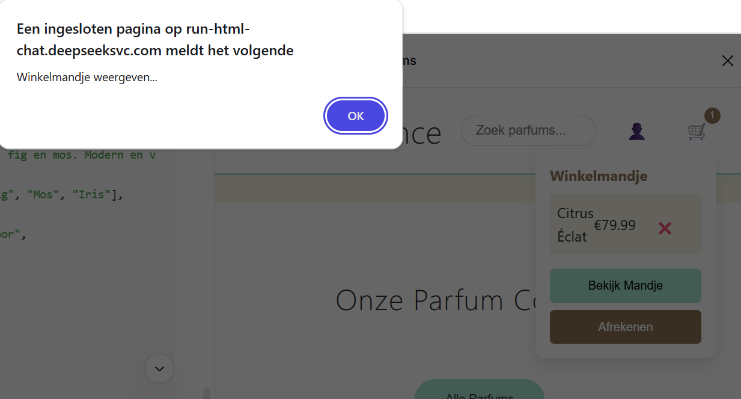 Een ingesloten pagina op run-html-
chat.deepseeksvc.com meldt het volgende
Winkelmandje weergeven...
OK
ms
nce
Zoek parfums...
1
fig en mos. Modern en v
g", "Mos", "Iris"],
or",
Winkelmandje
Citrus
Éclat
€79.99
Bekijk Mandje
Afrekenen
Onze Parfum Co
Alle Parfums